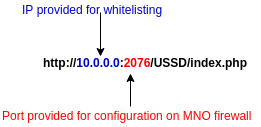 IP provided for whitelisting
http://10.0.0.0:2076/USSD/index.php
Port provided for configuration on MNO firewall